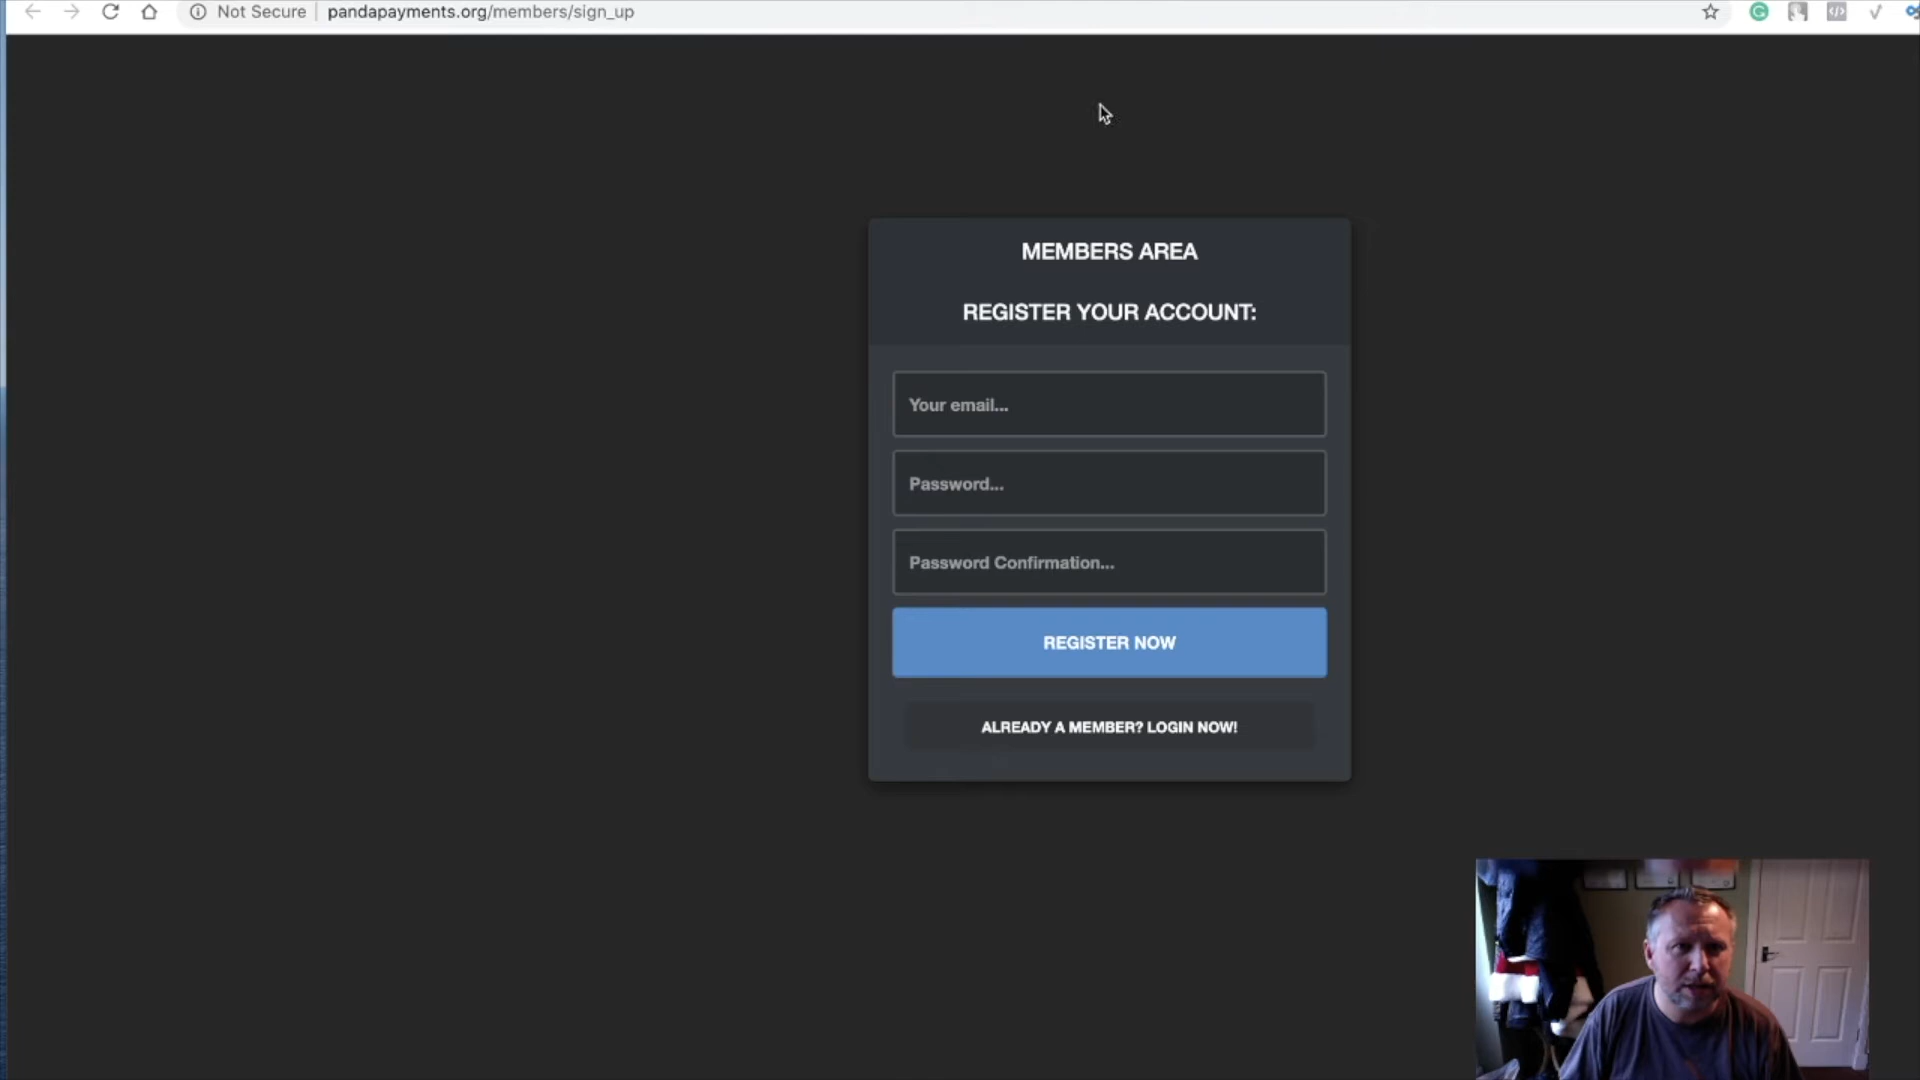 Not Secure
pandapayments.org/members/sign_up
MEMBERS AREA
REGISTER YOUR ACCOUNT:
Your email...
Password...
Password Confirmation...
REGISTER NOW
ALREADY A MEMBER? LOGIN NOW!